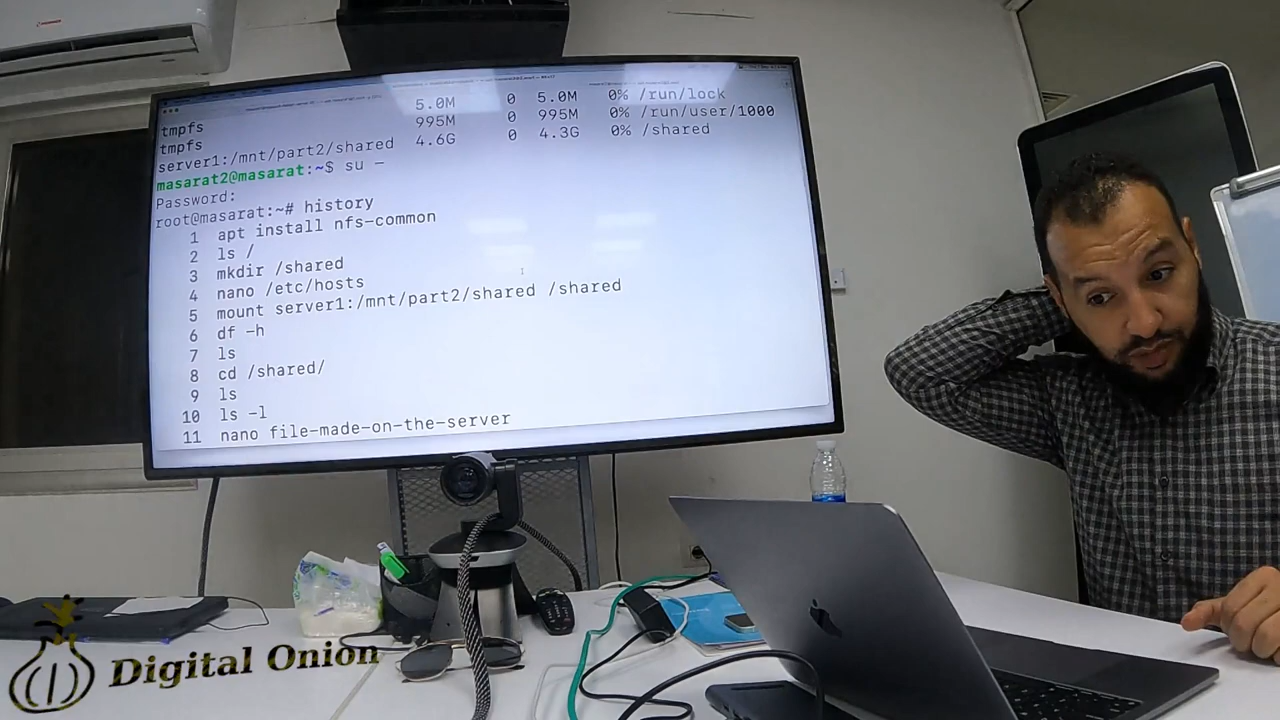 tmpfs 5.0M 0 5.0M 0% /run/lock
tmpfs 995M 0 995M 0% /run/user/1000
server1:/mnt/part2/shared 4.6G 0 4.3G 0% /shared
masarat2@masarat:~$ su -
Password:
root@masarat:~# history
1 apt install nfs-common
2 ls /
3 mkdir /shared
4 nano /etc/hosts
5 mount server1:/mnt/part2/shared /shared
6 df -h
7 ls
8 cd /shared/
9 ls
10 ls -l
11 nano file-made-on-the-server
Digital Onion